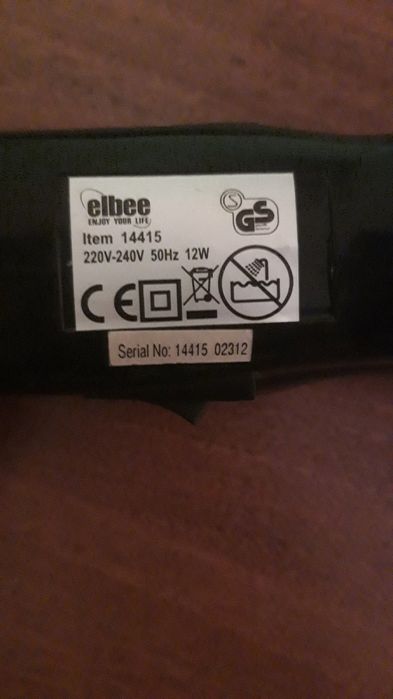 elbee
ENJOY YOUR LIFE
Item 14415
220V-240V 50Hz 12W
GS
CE
Serial No: 14415 02312